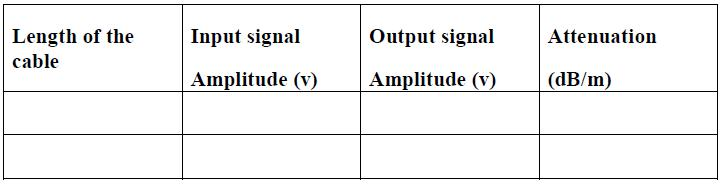 Length of the
cable
Input signal
Amplitude (v)
Output signal
Amplitude (v)
Attenuation
(dB/m)